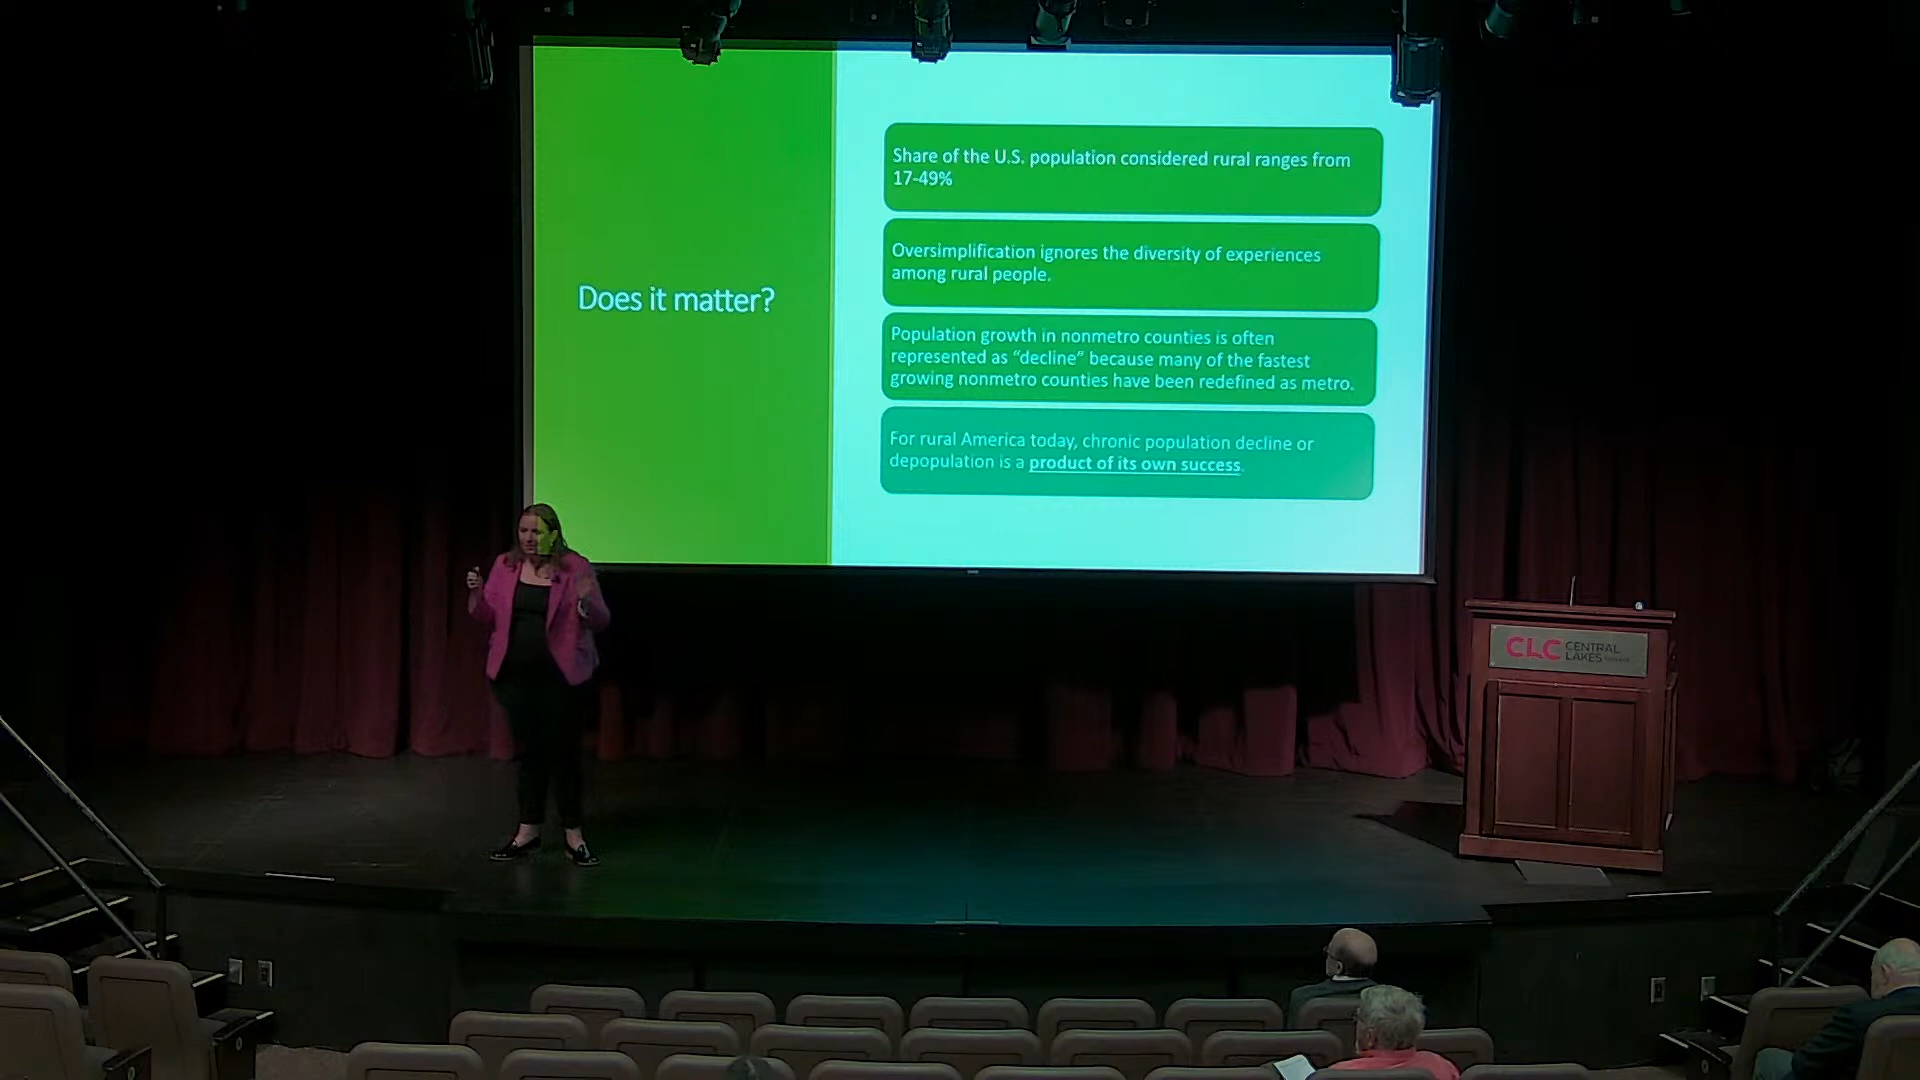 Does it matter?
Share of the U.S. population considered rural ranges from
17-49%
Oversimplification ignores the diversity of experiences
among rural people.
Population growth in nonmetro counties is often
represented as “decline” because many of the fastest
growing nonmetro counties have been redefined as metro.
For rural America today, chronic population decline or
depopulation is a product of its own success.
CLC CENTRAL
LAKES